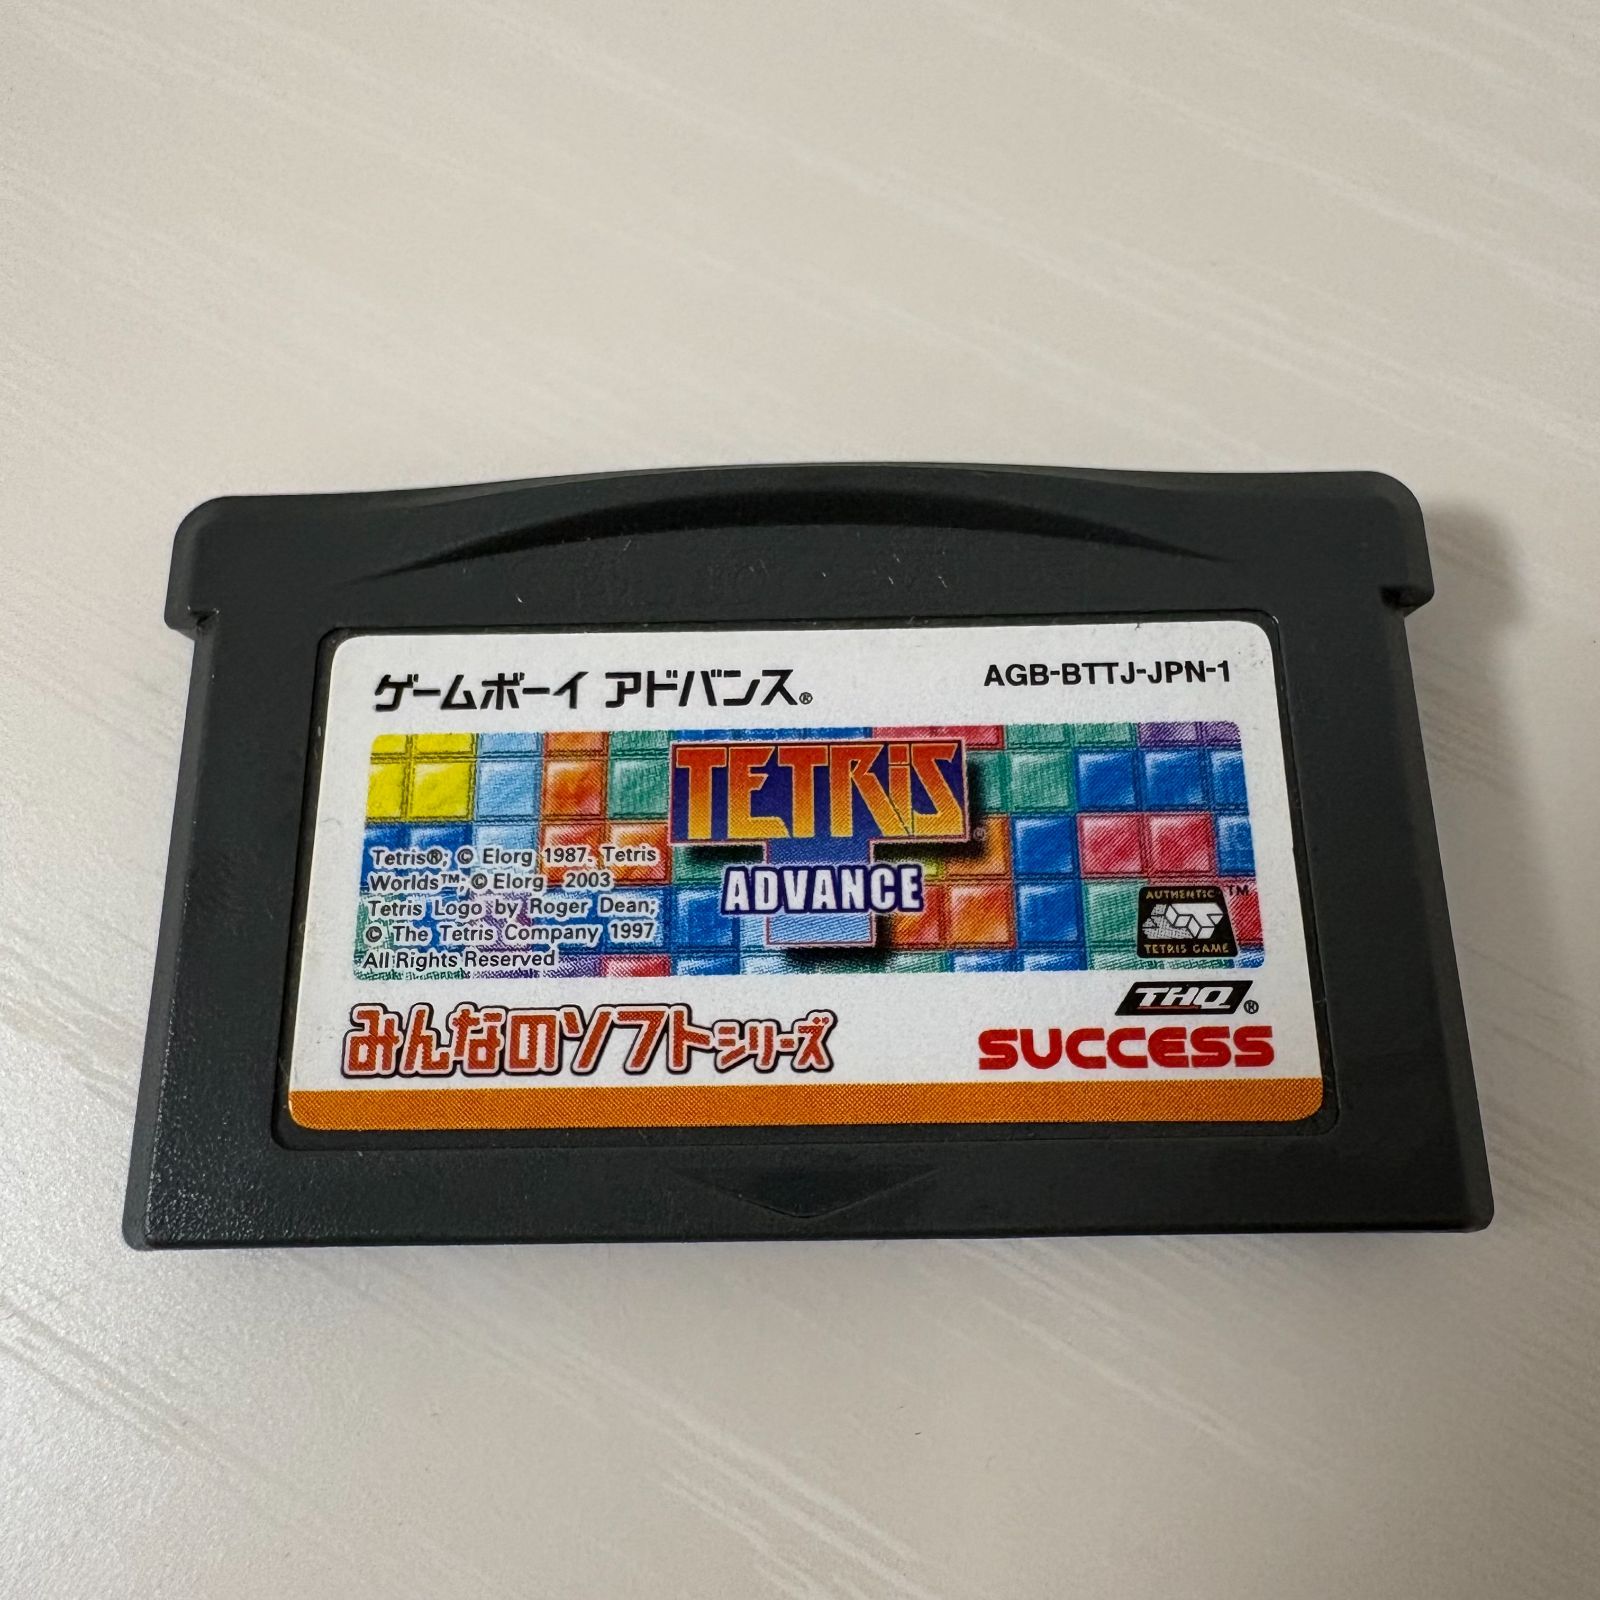 ゲームボーイ アドバンス®
AGB-BTTJ-JPN-1
TETRIS®
ADVANCE
Tetris®; © Elorg 1987. Tetris
Worlds™; © Elorg 2003
Tetris Logo by Roger Dean;
© The Tetris Company 1997
All Rights Reserved
AUTHENTIC
TETRIS GAME
™
THQ®
みんなのソフトシリーズ
SUCCESS